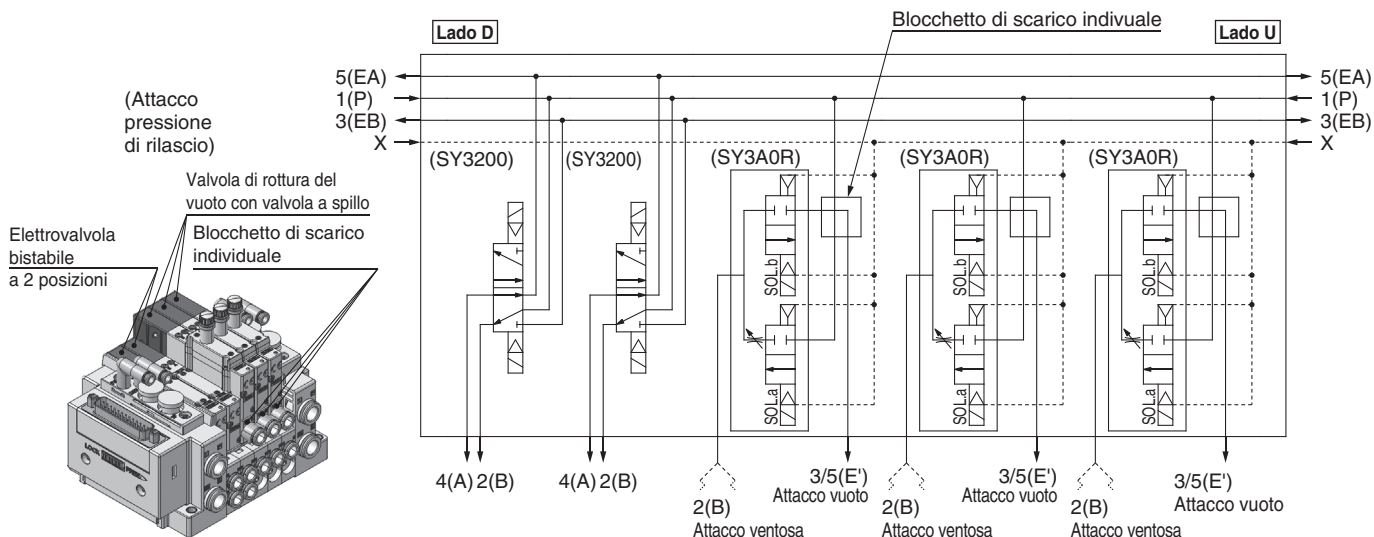 Lado D
Blocchetto di scarico indivuale
Lado U
5(EA)
1(P)
3(EB)
X
5(EA)
1(P)
3(EB)
X
(Attacco
pressione
di rilascio)
Valvola di rottura del
vuoto con valvola a spillo
Blocchetto di scarico
individuale
Elettrovalvola
bistabile
a 2 posizioni
LOCK
(SY3200)
(SY3200)
(SY3A0R)
(SY3A0R)
(SY3A0R)
SOL.b
SOL.b
SOL.b
SOL.a
SOL.a
SOL.a
4(A) 2(B)
4(A) 2(B)
2(B)
Attacco ventosa
3/5(E')
Attacco vuoto
2(B)
Attacco ventosa
3/5(E')
Attacco vuoto
2(B)
Attacco ventosa
3/5(E')
Attacco vuoto